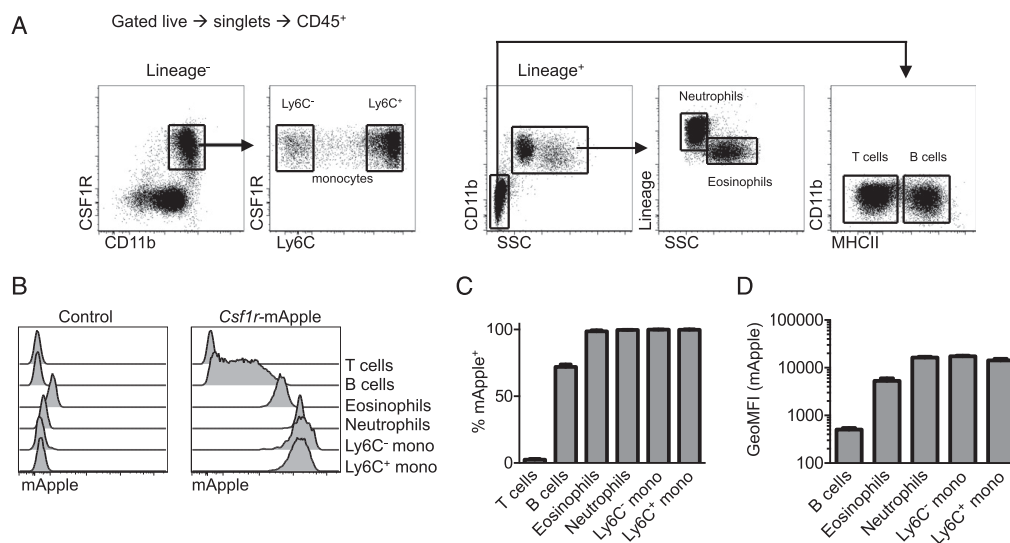 A
Gated live → singlets → CD45⁺
Lineage⁻
CSF1R
CD11b
Ly6C⁻
Ly6C⁺
monocytes
CSF1R
Ly6C
Lineage⁺
CD11b
SSC
Neutrophils
Eosinophils
Lineage
SSC
T cells
B cells
CD11b
MHCII
B
Control
mApple
Csf1r-mApple
T cells
B cells
Eosinophils
Neutrophils
Ly6C⁻ mono
Ly6C⁺ mono
mApple
C
% mApple⁺
100
50
0
T cells
B cells
Eosinophils
Neutrophils
Ly6C⁻ mono
Ly6C⁺ mono
D
GeoMFI (mApple)
100000
10000
1000
100
B cells
Eosinophils
Neutrophils
Ly6C⁻ mono
Ly6C⁺ mono